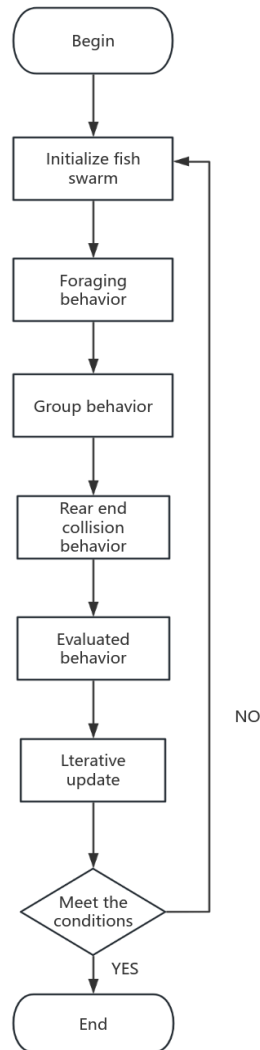 Begin
Initialize fish
swarm
Foraging
behavior
Group behavior
Rear end
collision
behavior
Evaluated
behavior
NO
Lterative
update
Meet the
conditions
YES
End